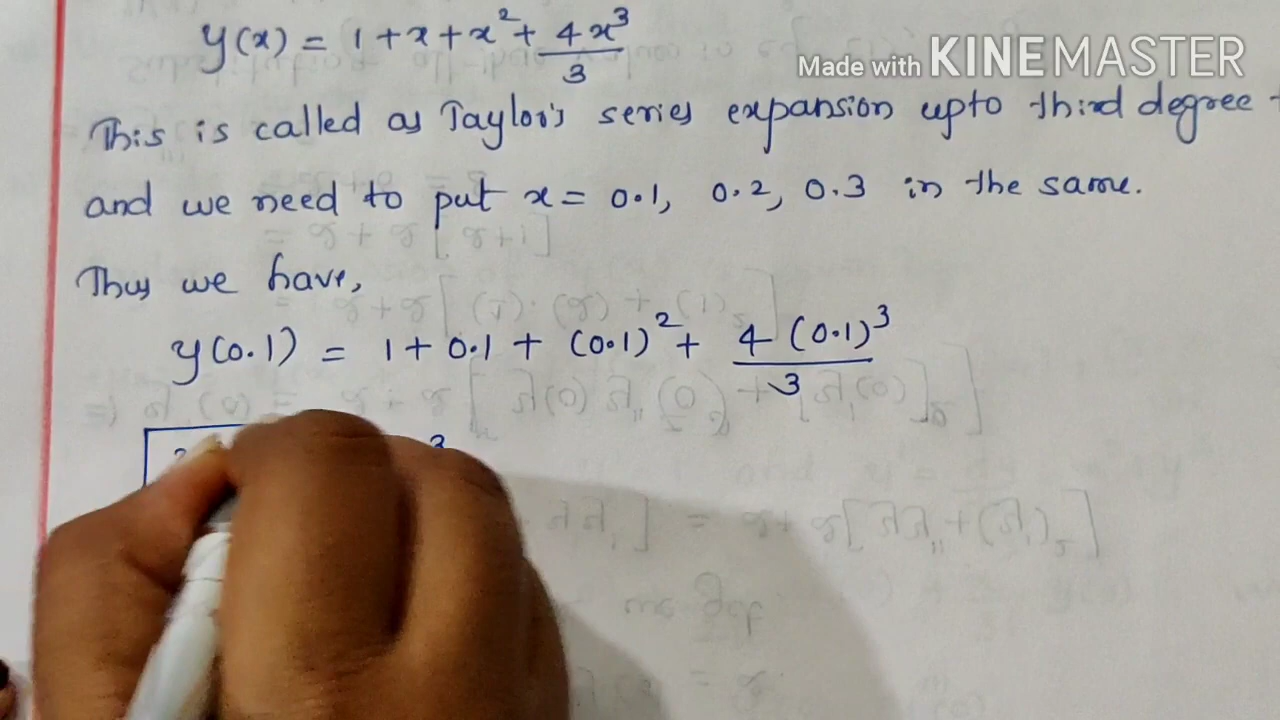 y(x) = 1 + x + x² + 4x³/3
Made with KINEMASTER
This is called as Taylor's series expansion upto third degree
and we need to put x = 0.1, 0.2, 0.3 in the same.
Thus we have,
y(0.1) = 1 + 0.1 + (0.1)² + 4(0.1)³/3